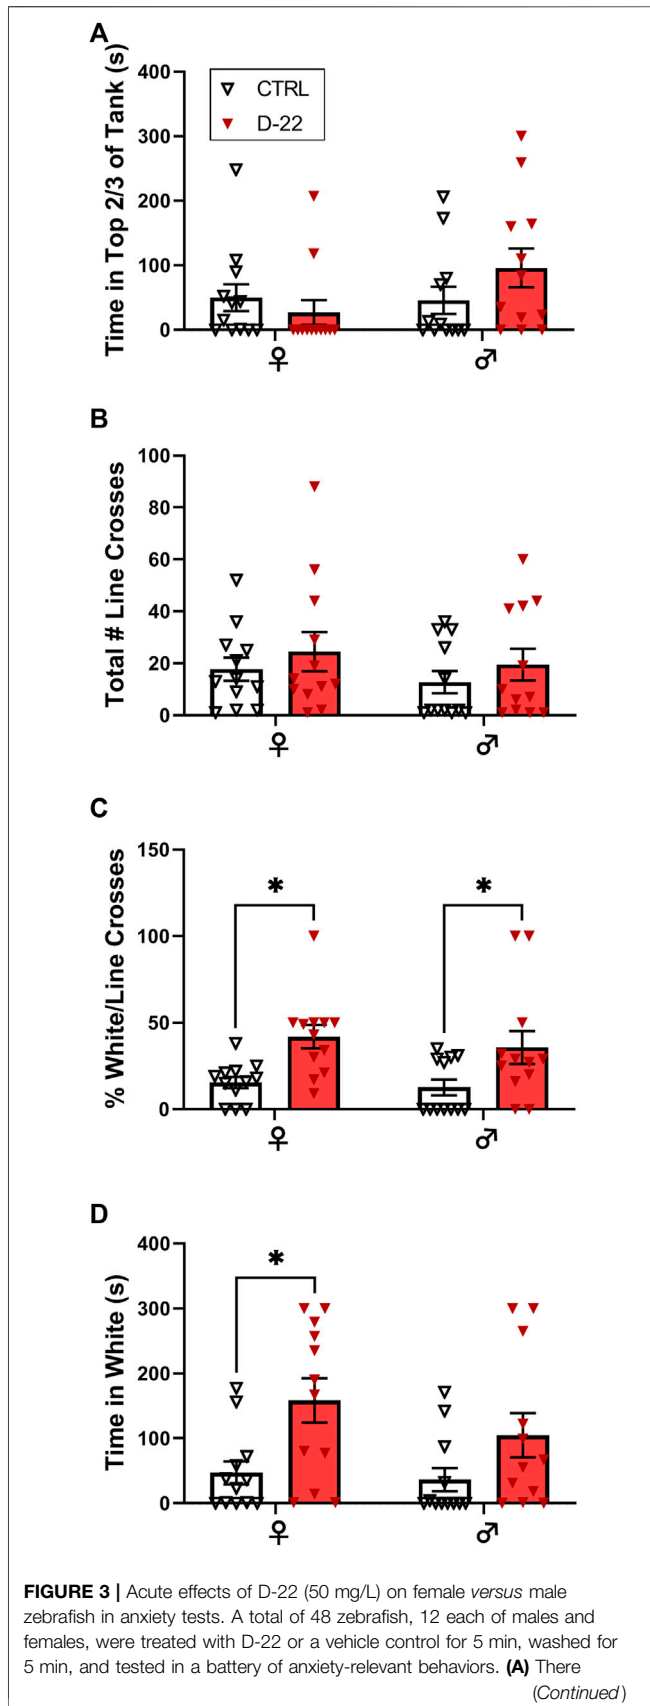 A
Time in Top 2/3 of Tank (s)
400
300
200
100
0
CTRL
D-22
♀
♂
B
Total # Line Crosses
100
80
60
40
20
0
♀
♂
C
% White/Line Crosses
150
100
50
0
*
*
♀
♂
D
Time in White (s)
400
300
200
100
0
*
♀
♂
FIGURE 3 | Acute effects of D-22 (50 mg/L) on female versus male
zebrafish in anxiety tests. A total of 48 zebrafish, 12 each of males and
females, were treated with D-22 or a vehicle control for 5 min, washed for
5 min, and tested in a battery of anxiety-relevant behaviors. (A) There
(Continued)